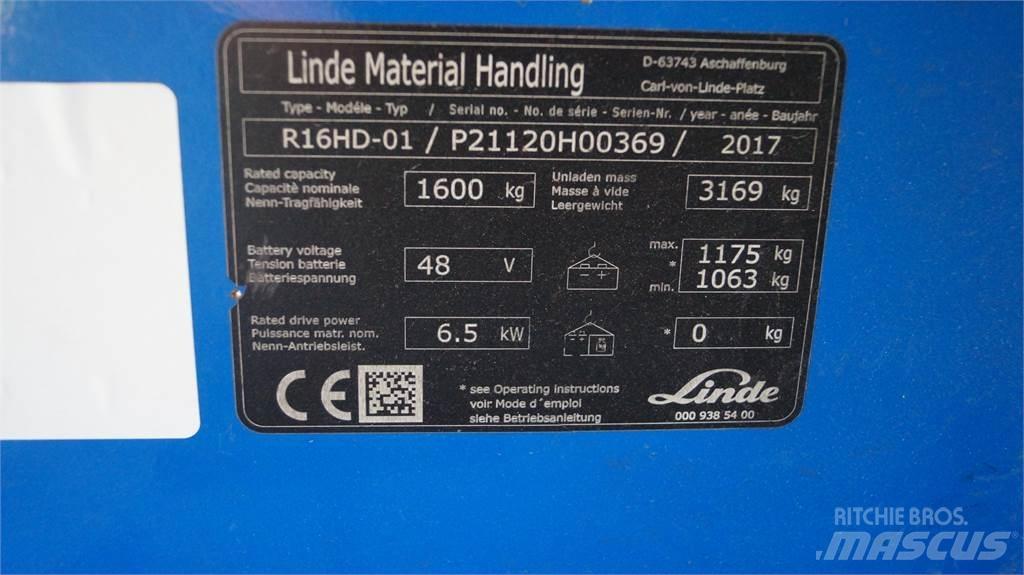 Linde Material Handling
D-63743 Aschaffenburg
Carl-von-Linde-Platz
Type - Modéle - Typ / Serial no. - No. de série - Serien-Nr. / year - anée - Baujahr
R16HD-01 / P21120H00369 / 2017
Rated capacity
Capacitè nominale
Nenn-Tragfähigkeit
1600 kg
Unladen mass
Masse à vide
Leergewicht
3169 kg
Battery voltage
Tension batterie
Batteriespannung
48 V
max. 1175 kg
*
min. 1063 kg
Rated drive power
Puissance matr. nom.
Nenn-Antriebsleist.
6.5 kW
* 0 kg
CE
* see Operating instructions
voir Mode d´emploi
siehe Betriebsanleitung
Linde
000 938 54 00
RITCHIE BROS.
MASCUS